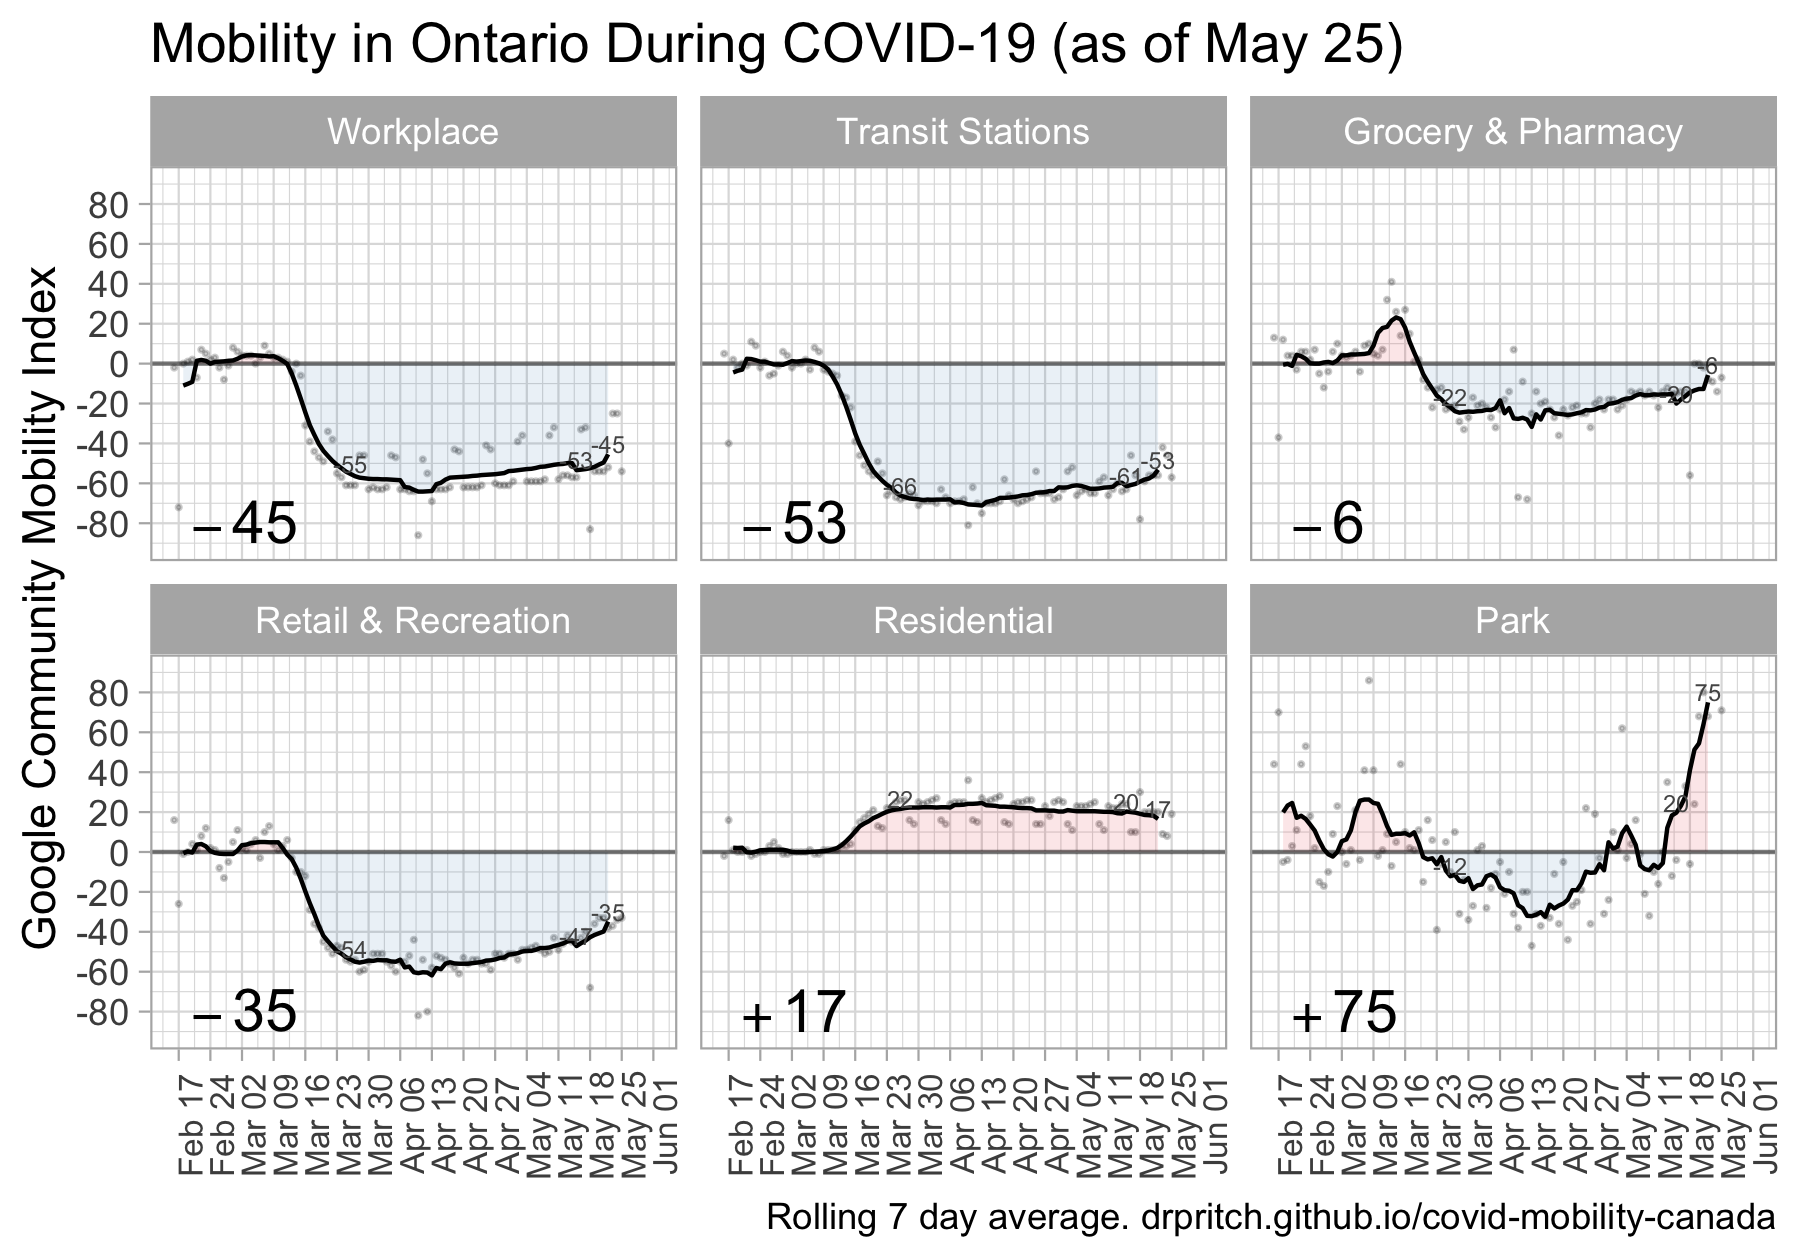 Mobility in Ontario During COVID-19 (as of May 25)
Google Community Mobility Index
Workplace
Transit Stations
Grocery & Pharmacy
80
60
40
20
0
-20
-40
-60
-80
-55
-53
-45
−45
-66
-61
-53
−53
-22
-20
-6
−6
Retail & Recreation
Residential
Park
80
60
40
20
0
-20
-40
-60
-80
-54
-47
-35
−35
22
20
17
+17
-12
20
75
+75
Feb 17
Feb 24
Mar 02
Mar 09
Mar 16
Mar 23
Mar 30
Apr 06
Apr 13
Apr 20
Apr 27
May 04
May 11
May 18
May 25
Jun 01
Feb 17
Feb 24
Mar 02
Mar 09
Mar 16
Mar 23
Mar 30
Apr 06
Apr 13
Apr 20
Apr 27
May 04
May 11
May 18
May 25
Jun 01
Feb 17
Feb 24
Mar 02
Mar 09
Mar 16
Mar 23
Mar 30
Apr 06
Apr 13
Apr 20
Apr 27
May 04
May 11
May 18
May 25
Jun 01
Rolling 7 day average. drpritch.github.io/covid-mobility-canada